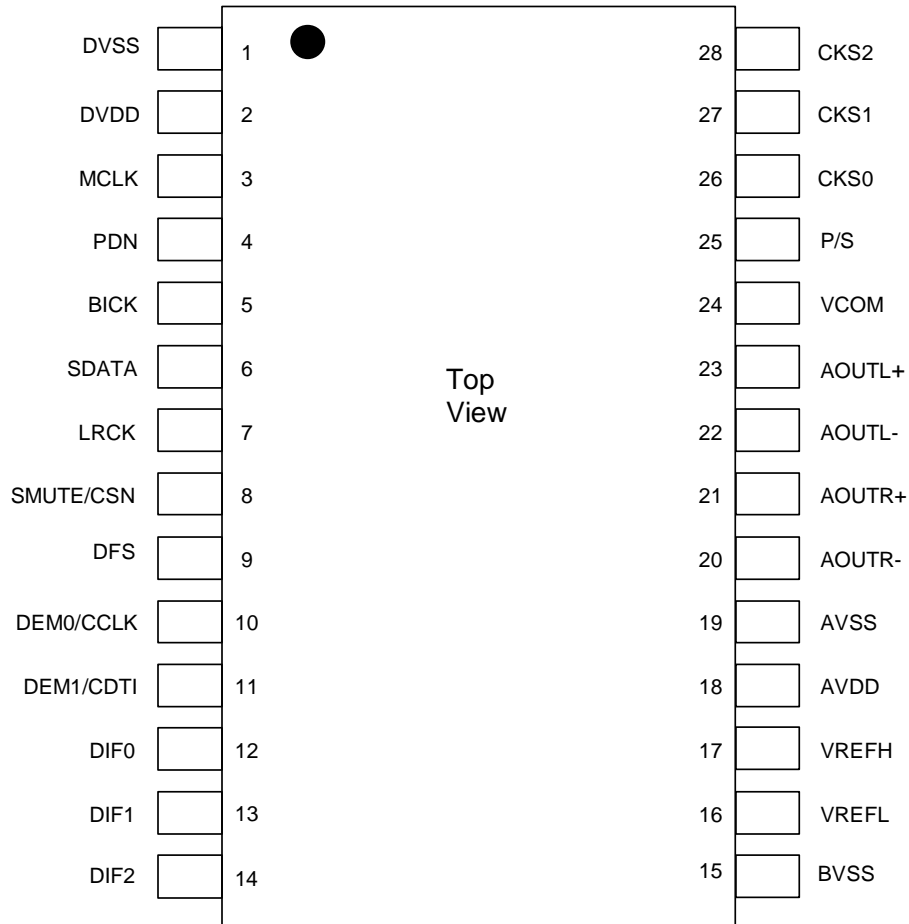 DVSS 1 28 CKS2
DVDD 2 27 CKS1
MCLK 3 26 CKS0
PDN 4 25 P/S
BICK 5 24 VCOM
SDATA 6 23 AOUTL+
Top
View
LRCK 7 22 AOUTL-
SMUTE/CSN 8 21 AOUTR+
DFS 9 20 AOUTR-
DEM0/CCLK 10 19 AVSS
DEM1/CDTI 11 18 AVDD
DIF0 12 17 VREFH
DIF1 13 16 VREFL
DIF2 14 15 BVSS